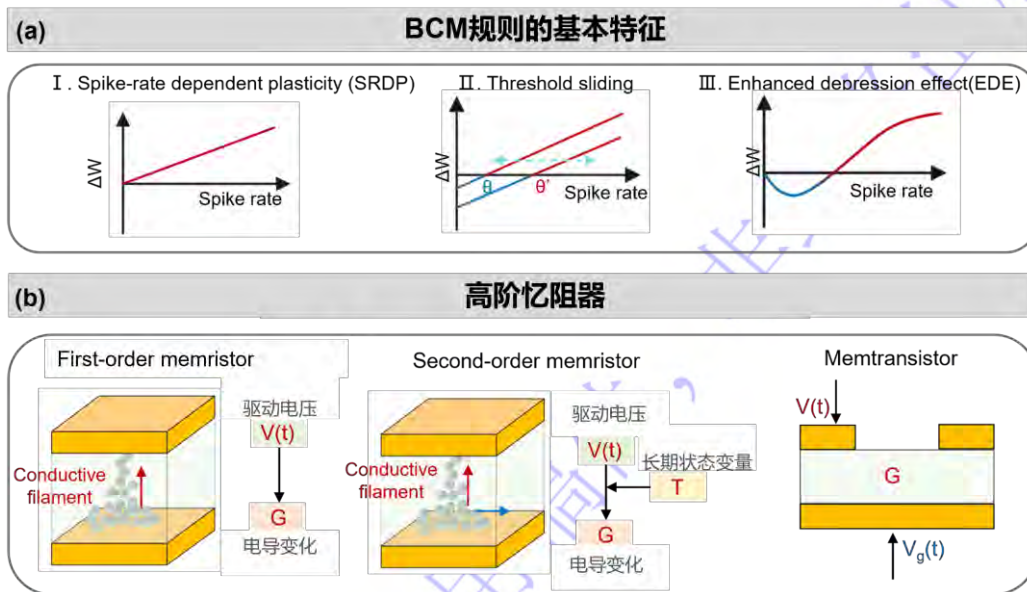 (a) BCM规则的基本特征
Ⅰ. Spike-rate dependent plasticity (SRDP)
ΔW
Spike rate
Ⅱ. Threshold sliding
ΔW
θ
θ'
Spike rate
Ⅲ. Enhanced depression effect(EDE)
ΔW
Spike rate
(b) 高阶忆阻器
First-order memristor
驱动电压
V(t)
Conductive
filament
G
电导变化
Second-order memristor
驱动电压
V(t)
长期状态变量
T
Conductive
filament
G
电导变化
Memtransistor
V(t)
G
Vg(t)